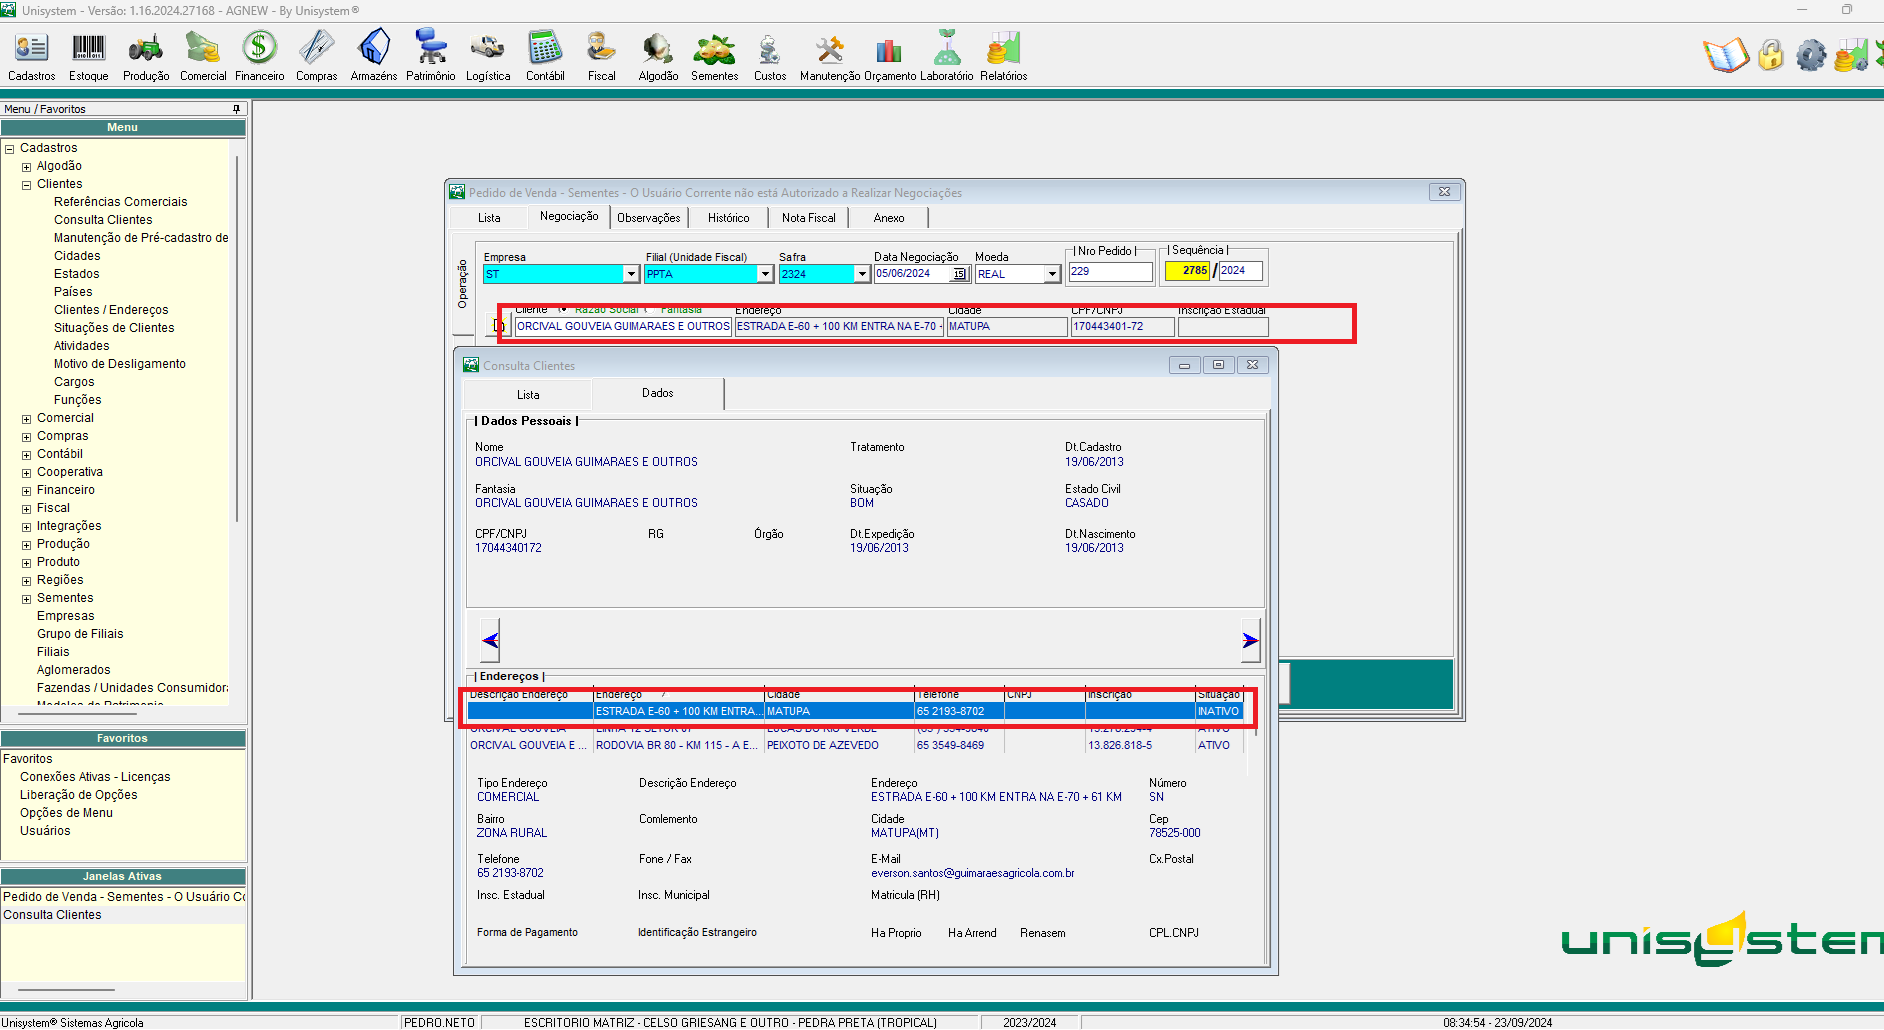 Unisystem - Versão: 1.16.2024.27168 - AGNEW - By Unisystem®
Cadastros Estoque Produção Comercial Financeiro Compras Armazéns Patrimônio Logística Contábil Fiscal Algodão Sementes Custos Manutenção Orçamento Laboratório Relatórios
Menu / Favoritos
Menu
Cadastros
Algodão
Clientes
Referências Comerciais
Consulta Clientes
Manutenção de Pré-cadastro de
Cidades
Estados
Países
Clientes / Endereços
Situações de Clientes
Atividades
Motivo de Desligamento
Cargos
Funções
Comercial
Compras
Contábil
Cooperativa
Financeiro
Fiscal
Integrações
Produção
Produto
Regiões
Sementes
Empresas
Grupo de Filiais
Filiais
Aglomerados
Fazendas / Unidades Consumidora
Modelos de Patrimonio
Favoritos
Favoritos
Conexões Ativas - Licenças
Liberação de Opções
Opções de Menu
Usuários
Janelas Ativas
Pedido de Venda - Sementes - O Usuário Co
Consulta Clientes
Pedido de Venda - Sementes - O Usuário Corrente não está Autorizado a Realizar Negociações
Lista Negociação Observações Histórico Nota Fiscal Anexo
Operação
Empresa Filial (Unidade Fiscal) Safra Data Negociação Moeda | Nro Pedido | | Sequência |
ST PPTA 2324 05/06/2024 15 REAL 229 2785 / 2024
Cliente Razão Social Fantasia Endereço Cidade CPF/CNPJ Inscrição Estadual
ORCIVAL GOUVEIA GUIMARAES E OUTROS ESTRADA E-60 + 100 KM ENTRA NA E-70 + MATUPA 170443401-72
Consulta Clientes
Lista Dados
| Dados Pessoais |
Nome Tratamento Dt.Cadastro
ORCIVAL GOUVEIA GUIMARAES E OUTROS 19/06/2013
Fantasia Situação Estado Civil
ORCIVAL GOUVEIA GUIMARAES E OUTROS BOM CASADO
CPF/CNPJ RG Órgão Dt.Expedição Dt.Nascimento
17044340172 19/06/2013 19/06/2013
| Endereços |
Descrição Endereço Endereço / Cidade Telefone CNPJ Inscrição Situação
ESTRADA E-60 + 100 KM ENTRA... MATUPA 65 2193-8702 INATIVO
ORCIVAL GOUVEIA LINHA 12 SETOR 07 LUCAS DO RIO VERDE ATIVO
ORCIVAL GOUVEIA E ... RODOVIA BR 80 - KM 115 - A E... PEIXOTO DE AZEVEDO 65 3549-8469 13.826.818-5 ATIVO
Tipo Endereço Descrição Endereço Endereço Número
COMERCIAL ESTRADA E-60 + 100 KM ENTRA NA E-70 + 61 KM SN
Bairro Comlemento Cidade Cep
ZONA RURAL MATUPA(MT) 78525-000
Telefone Fone / Fax E-Mail Cx.Postal
65 2193-8702 everson.santos@guimaraesagricola.com.br
Insc. Estadual Insc. Municipal Matricula (RH)
Forma de Pagamento Identificação Estrangeiro Ha Proprio Ha Arrend Renasem CPL.CNPJ
unisystem
Unisystem® Sistemas Agricola PEDRO.NETO ESCRITORIO MATRIZ - CELSO GRIESANG E OUTRO - PEDRA PRETA (TROPICAL) 2023/2024 08:34:54 - 23/09/2024